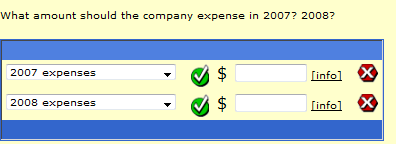 What amount should the company expense in 2007? 2008?
2007 expenses $ [info]
2008 expenses $ [info]